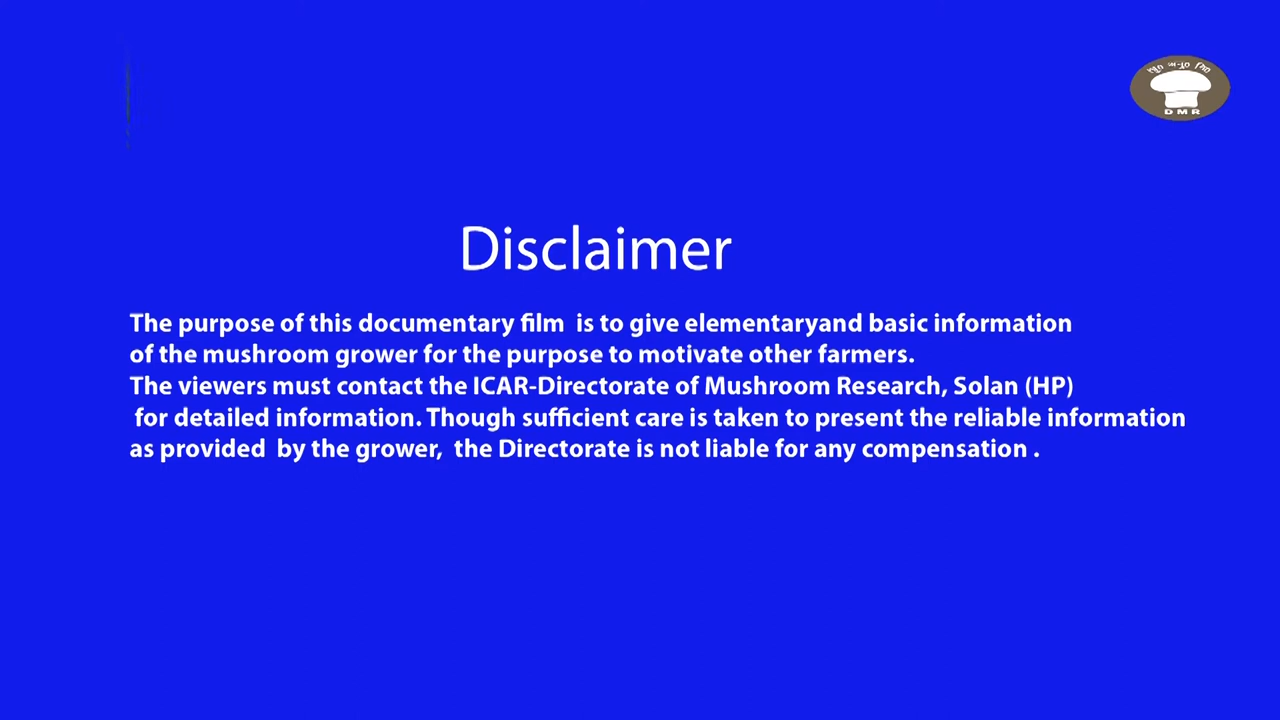 DMR
Disclaimer
The purpose of this documentary film  is to give elementaryand basic information
of the mushroom grower for the purpose to motivate other farmers.
The viewers must contact the ICAR-Directorate of Mushroom Research, Solan (HP)
for detailed information. Though sufficient care is taken to present the reliable information
as provided  by the grower,  the Directorate is not liable for any compensation .